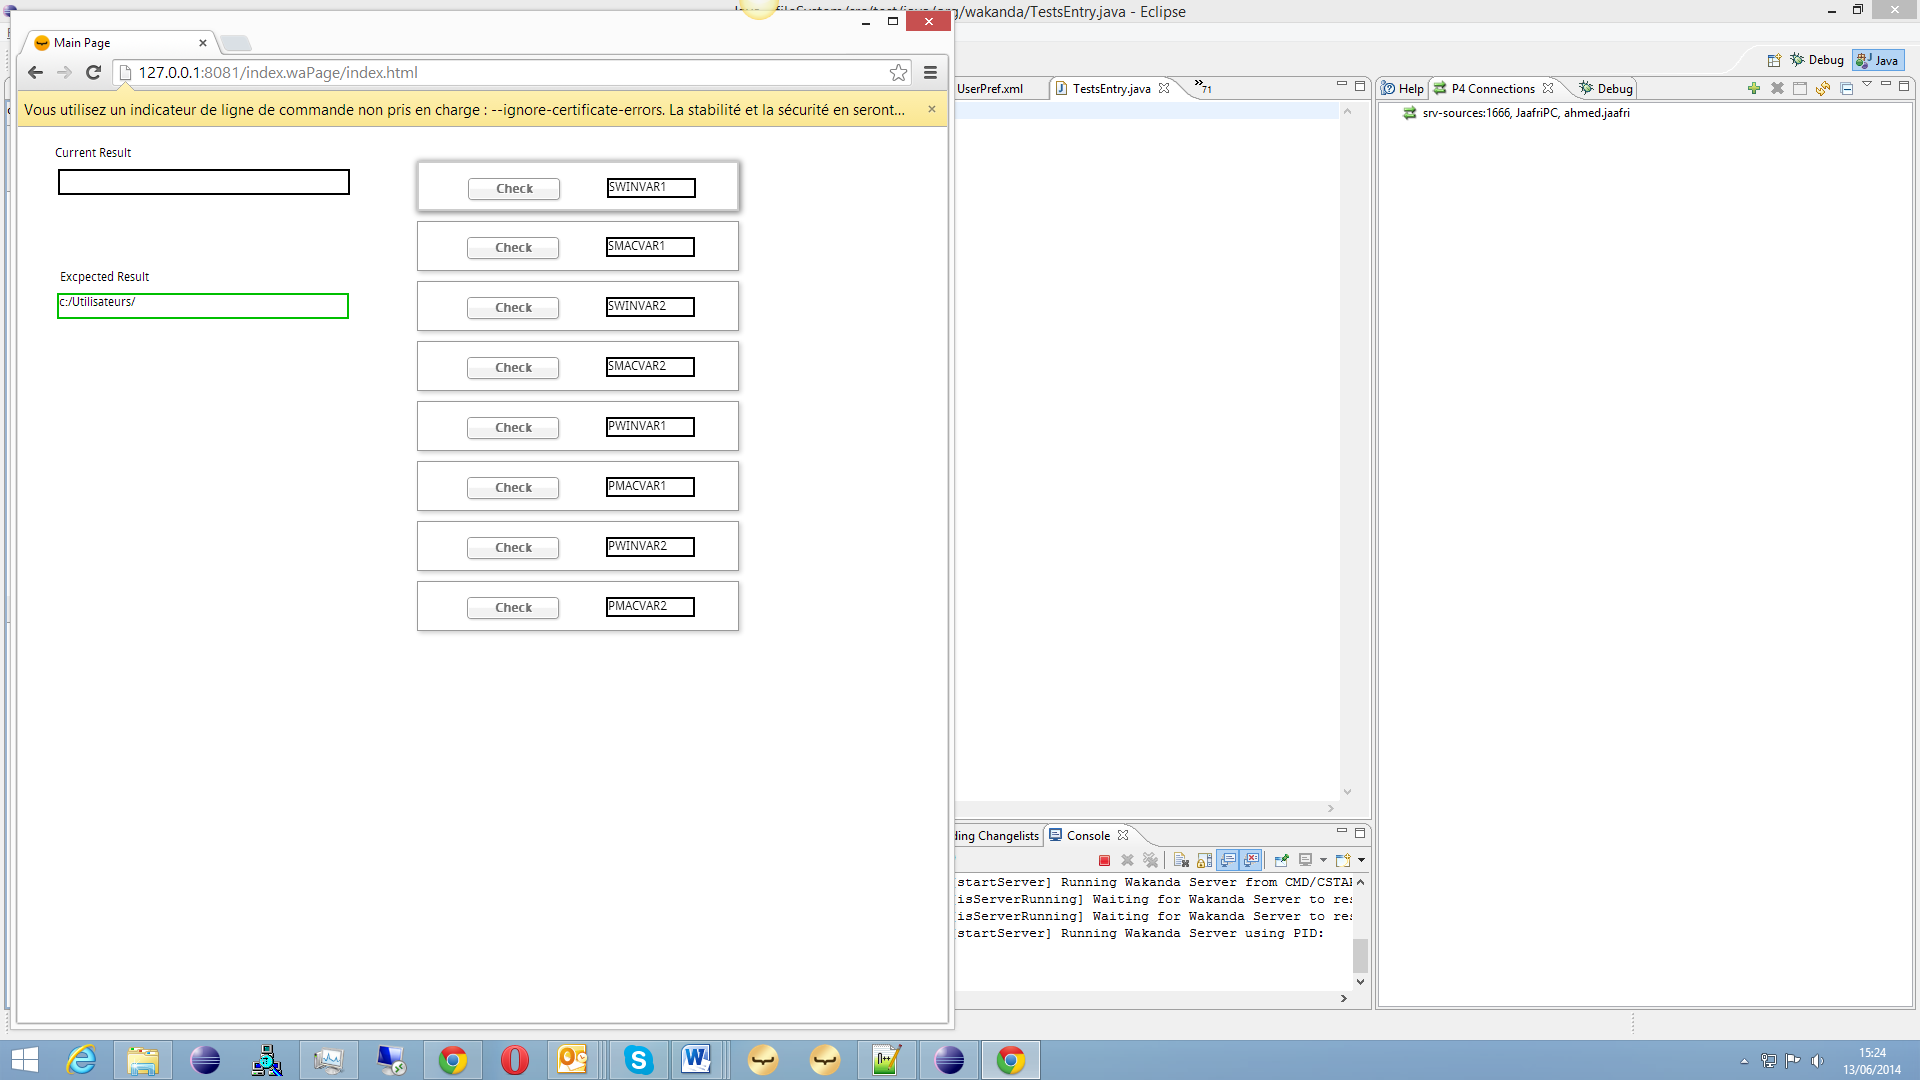 /wakanda/TestsEntry.java - Eclipse
Main Page
127.0.0.1:8081/index.waPage/index.html
Vous utilisez un indicateur de ligne de commande non pris en charge : --ignore-certificate-errors. La stabilité et la sécurité en seront...
Current Result
Excpected Result
c:/Utilisateurs/
Check SWINVAR1
Check SMACVAR1
Check SWINVAR2
Check SMACVAR2
Check PWINVAR1
Check PMACVAR1
Check PWINVAR2
Check PMACVAR2
Debug Java
UserPref.xml TestsEntry.java 71
Help P4 Connections Debug
srv-sources:1666, JaafriPC, ahmed.jaafri
ding Changelists Console
startServer] Running Wakanda Server from CMD/CSTAR
isServerRunning] Waiting for Wakanda Server to res
isServerRunning] Waiting for Wakanda Server to res
startServer] Running Wakanda Server using PID:
15:24
13/06/2014